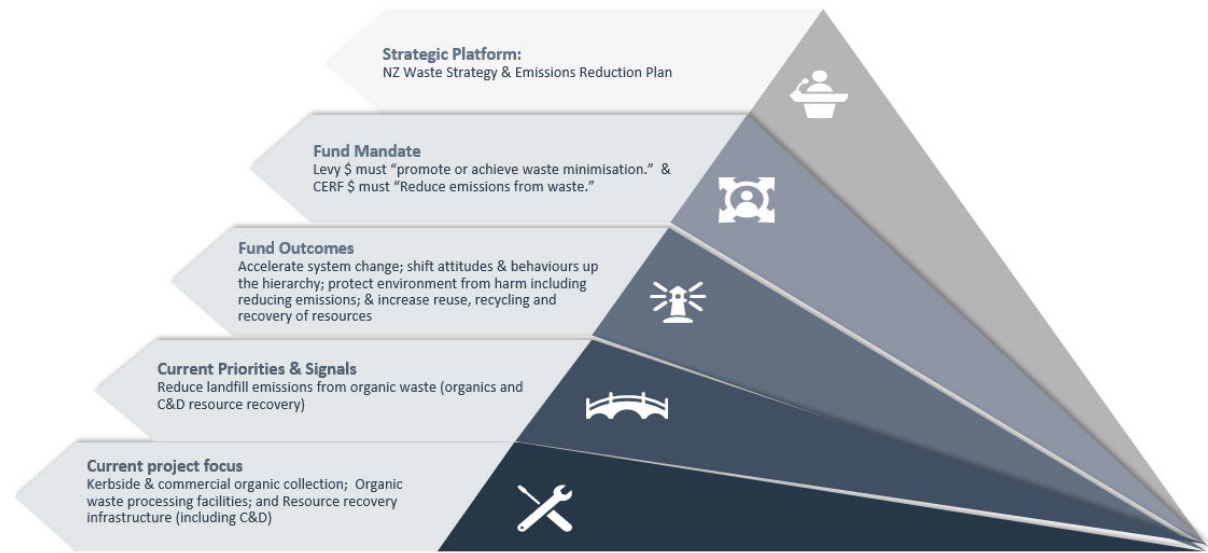 Strategic Platform:
NZ Waste Strategy & Emissions Reduction Plan
Fund Mandate
Levy $ must “promote or achieve waste minimisation.”  &
CERF $ must “Reduce emissions from waste.”
Fund Outcomes
Accelerate system change; shift attitudes & behaviours up
the hierarchy; protect environment from harm including
reducing emissions; & increase reuse, recycling and
recovery of resources
Current Priorities & Signals
Reduce landfill emissions from organic waste (organics and
C&D resource recovery)
Current project focus
Kerbside & commercial organic collection;  Organic
waste processing facilities; and Resource recovery
infrastructure (including C&D)